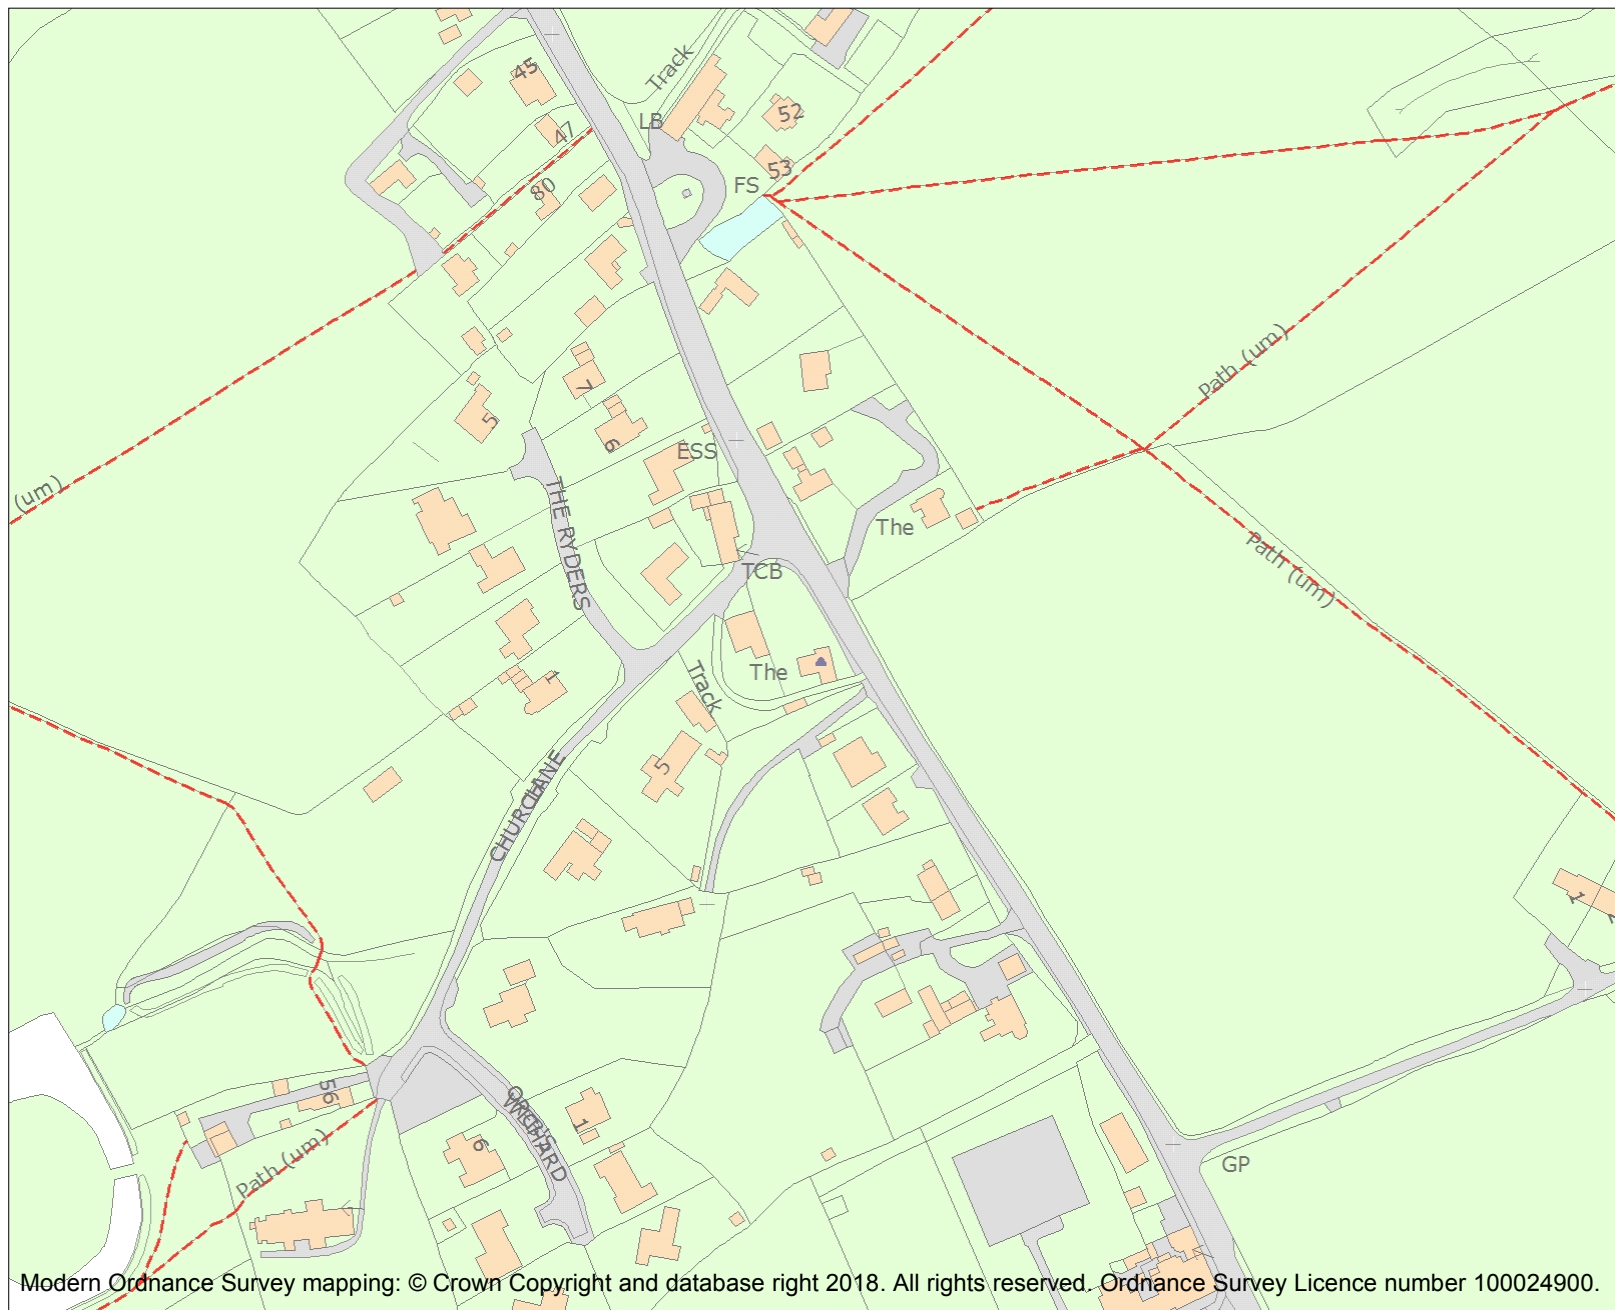 45
Track
LB
52
47
53
80
FS
7
Path (um)
5
6
ESS
(um)
THE RYDERS
The
Path (um)
TCB
The
Track
1
5
CHURCH
LANE
1
56
ORCHARD
1
6
Path (um)
GP
Modern Ordnance Survey mapping: © Crown Copyright and database right 2018. All rights reserved. Ordnance Survey Licence number 100024900.